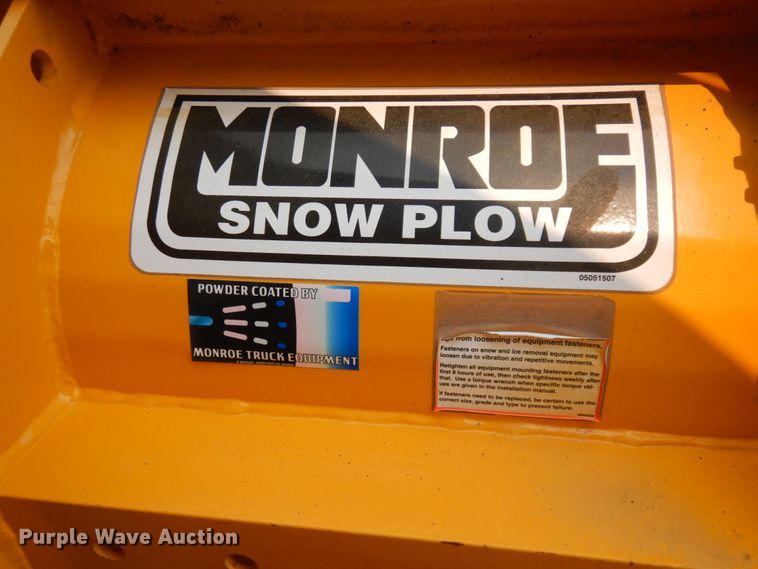 MONROE
SNOW PLOW
05051507
POWDER COATED BY
MONROE TRUCK EQUIPMENT
from loosening of equipment fasteners.
Fasteners on snow and ice removal equipment may
loosen due to vibration and repetitive movements.
Retighten all equipment mounting fasteners after the
first 8 hours of use, then check tightness weekly after
that. Use a torque wrench when specific torque val-
ues are given in the installation manual.
If fasteners need to be replaced, be certain to use the
correct size, grade and type to prevent failure.
Purple Wave Auction